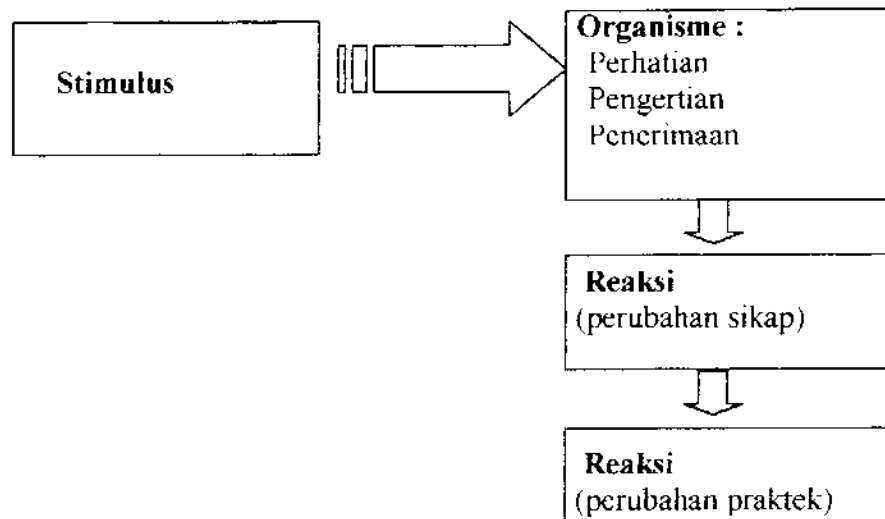 Stimulus
Organisme :
Perhatian
Pengertian
Penerimaan
Reaksi
(perubahan sikap)
Reaksi
(perubahan praktek)